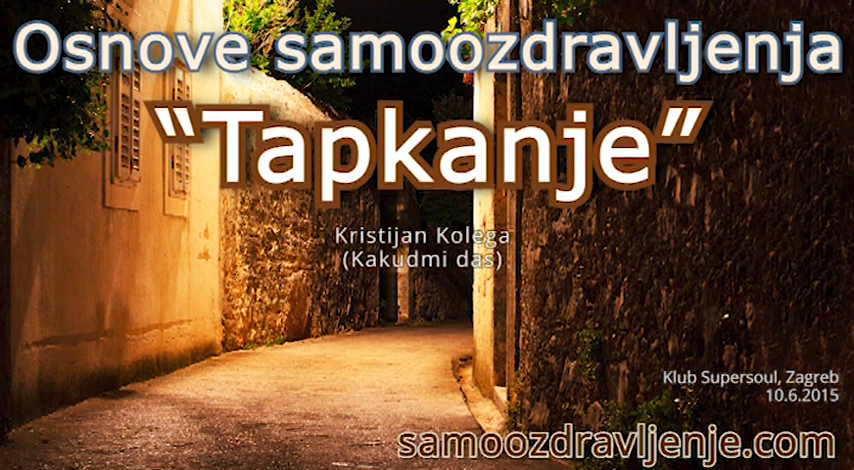 Osnove samoozdravljenja
“Tapkanje”
Kristijan Kolega
(Kakudmi das)
Klub Supersoul, Zagreb
10.6.2015
samoozdravljenje.com